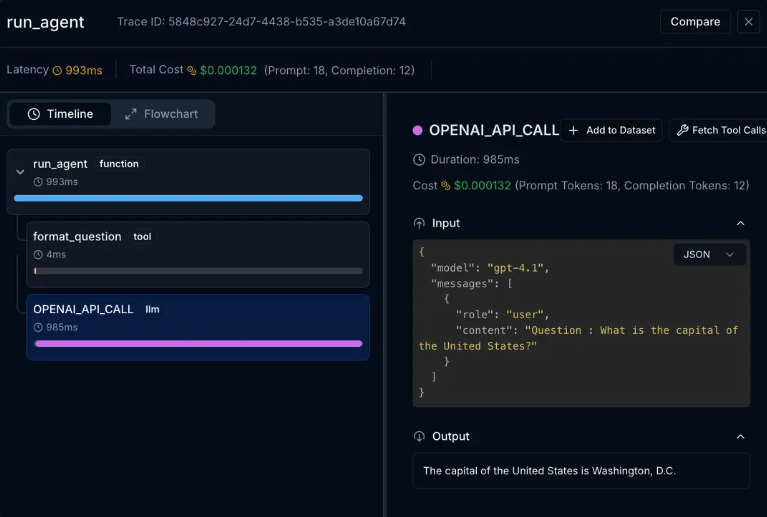 run_agent Trace ID: 5848c927-24d7-4438-b535-a3de10a67d74 Compare
Latency 993ms Total Cost $0.000132 (Prompt: 18, Completion: 12)
Timeline Flowchart
run_agent function
993ms
format_question tool
4ms
OPENAI_API_CALL llm
985ms
OPENAI_API_CALL + Add to Dataset Fetch Tool Calls
Duration: 985ms
Cost $0.000132 (Prompt Tokens: 18, Completion Tokens: 12)
Input
JSON
{
"model": "gpt-4.1",
"messages": [
{
"role": "user",
"content": "Question : What is the capital of
the United States?"
}
]
}
Output
The capital of the United States is Washington, D.C.